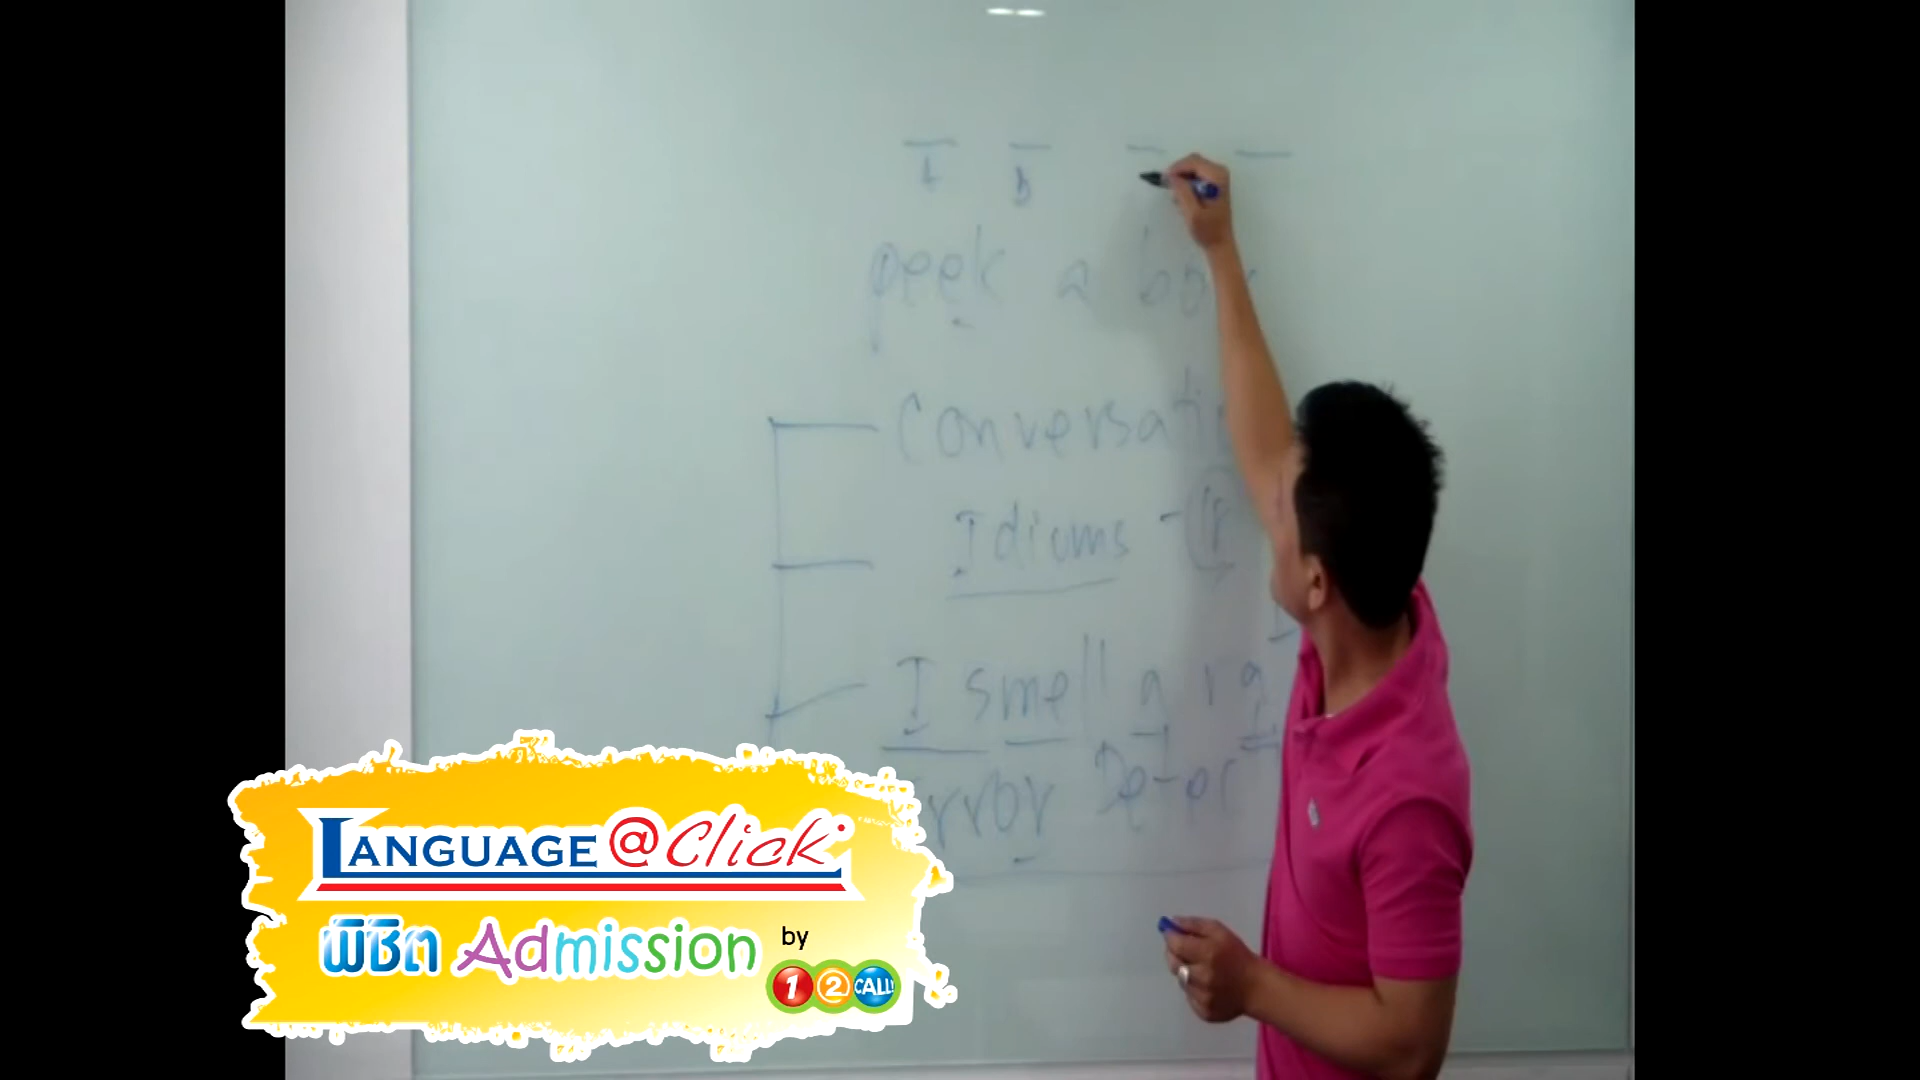 A B
peek a boo
Conversati
Idioms
I smell a ra
rror Deter
LANGUAGE @Click
พิชิต Admission by
1 2 CALL!